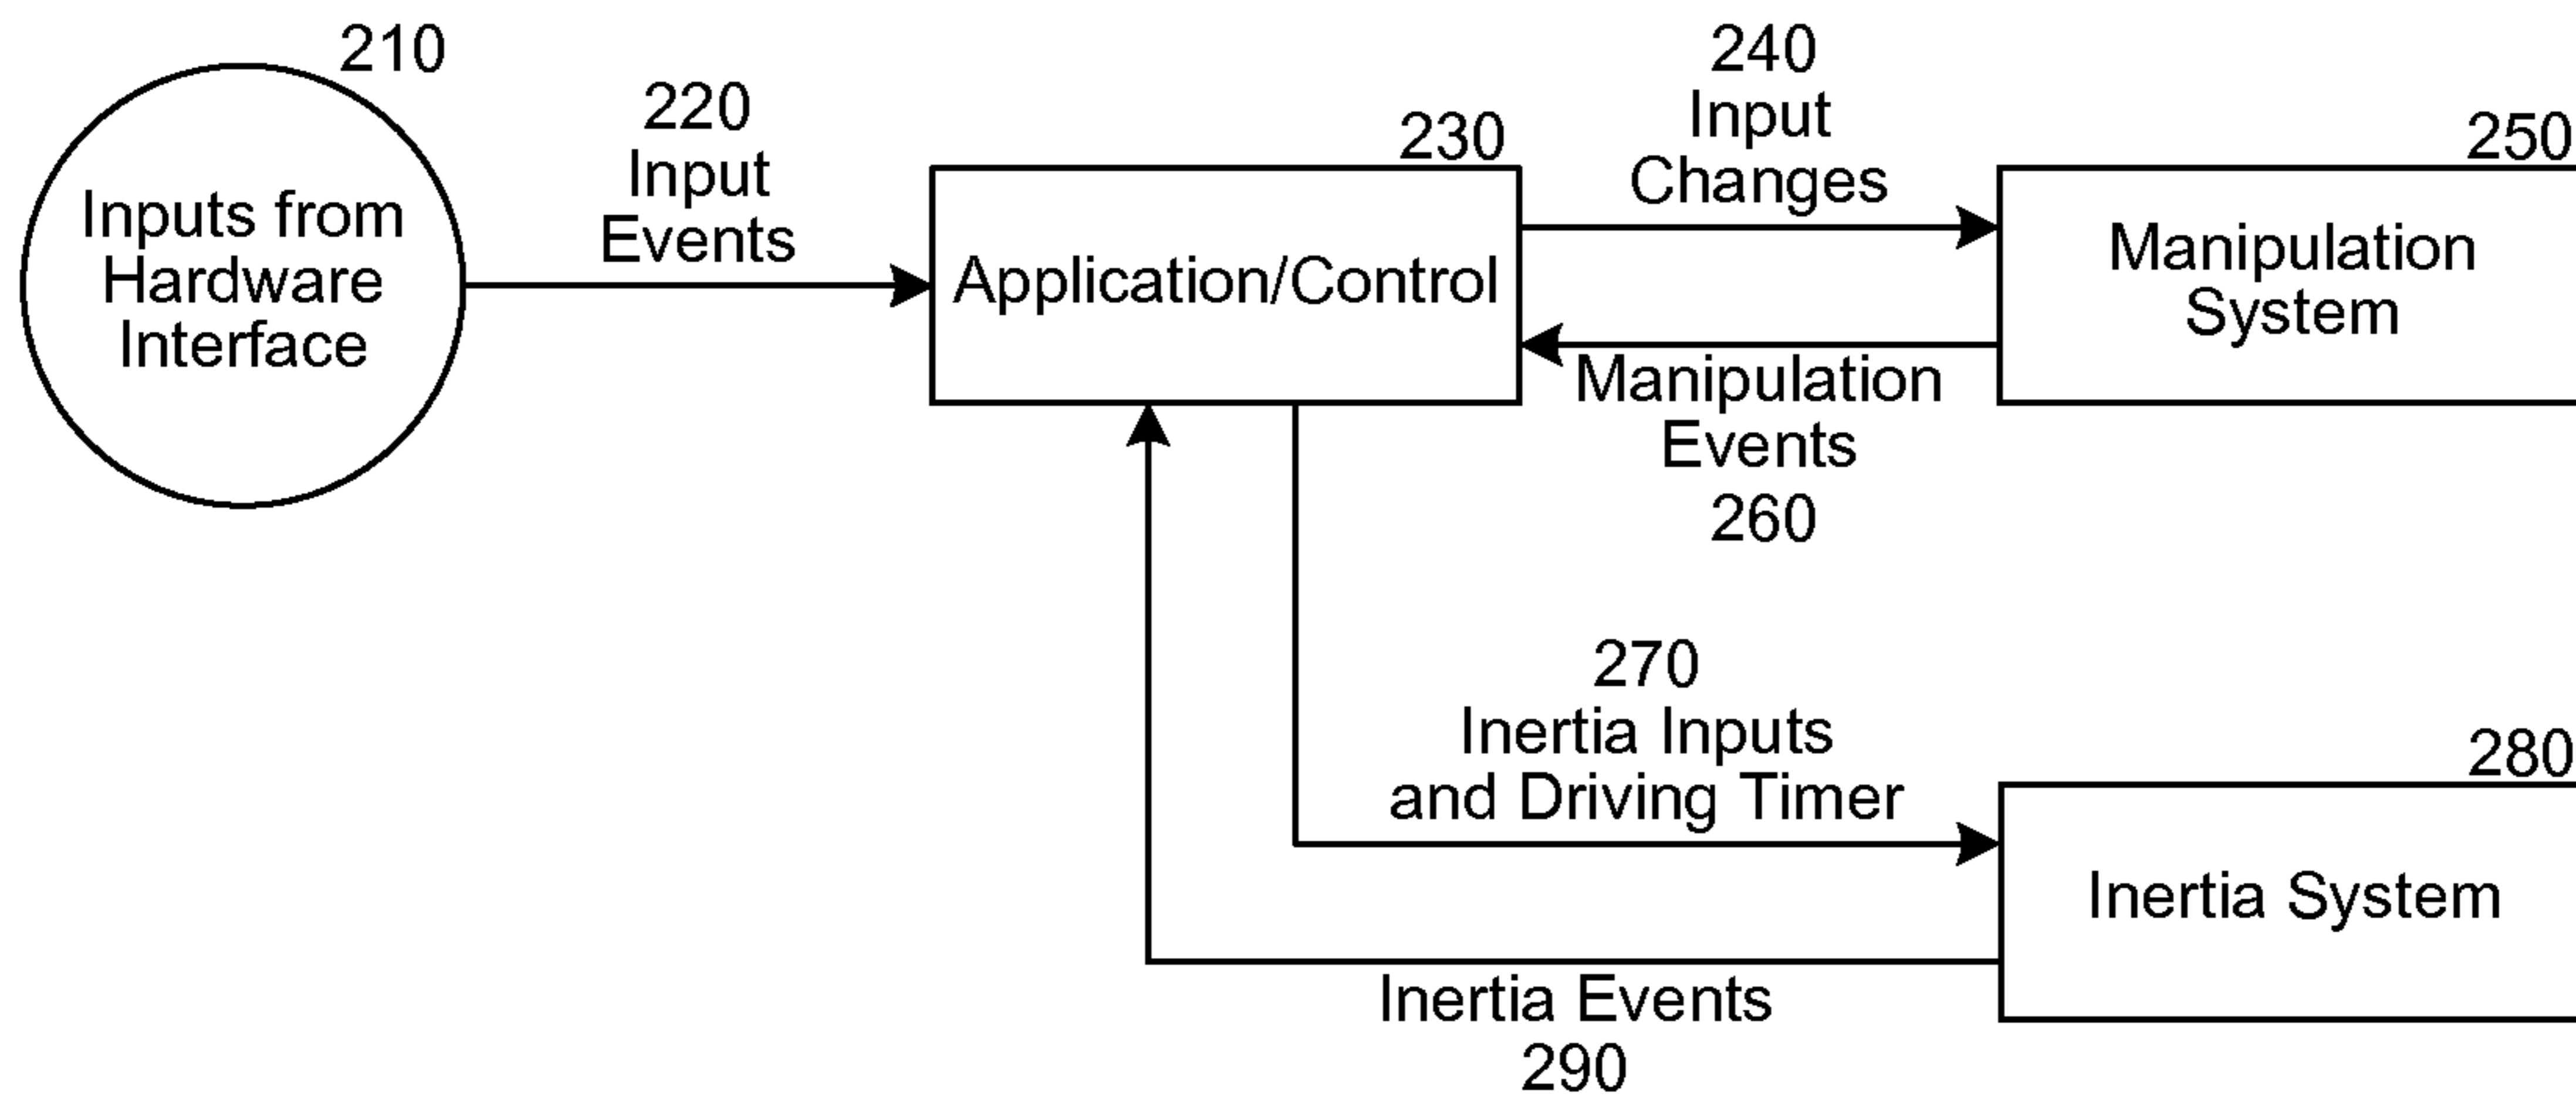 210
Inputs from
Hardware
Interface
220
Input
Events
230
Application/Control
240
Input
Changes
250
Manipulation
System
Manipulation
Events
260
270
Inertia Inputs
and Driving Timer
280
Inertia System
Inertia Events
290